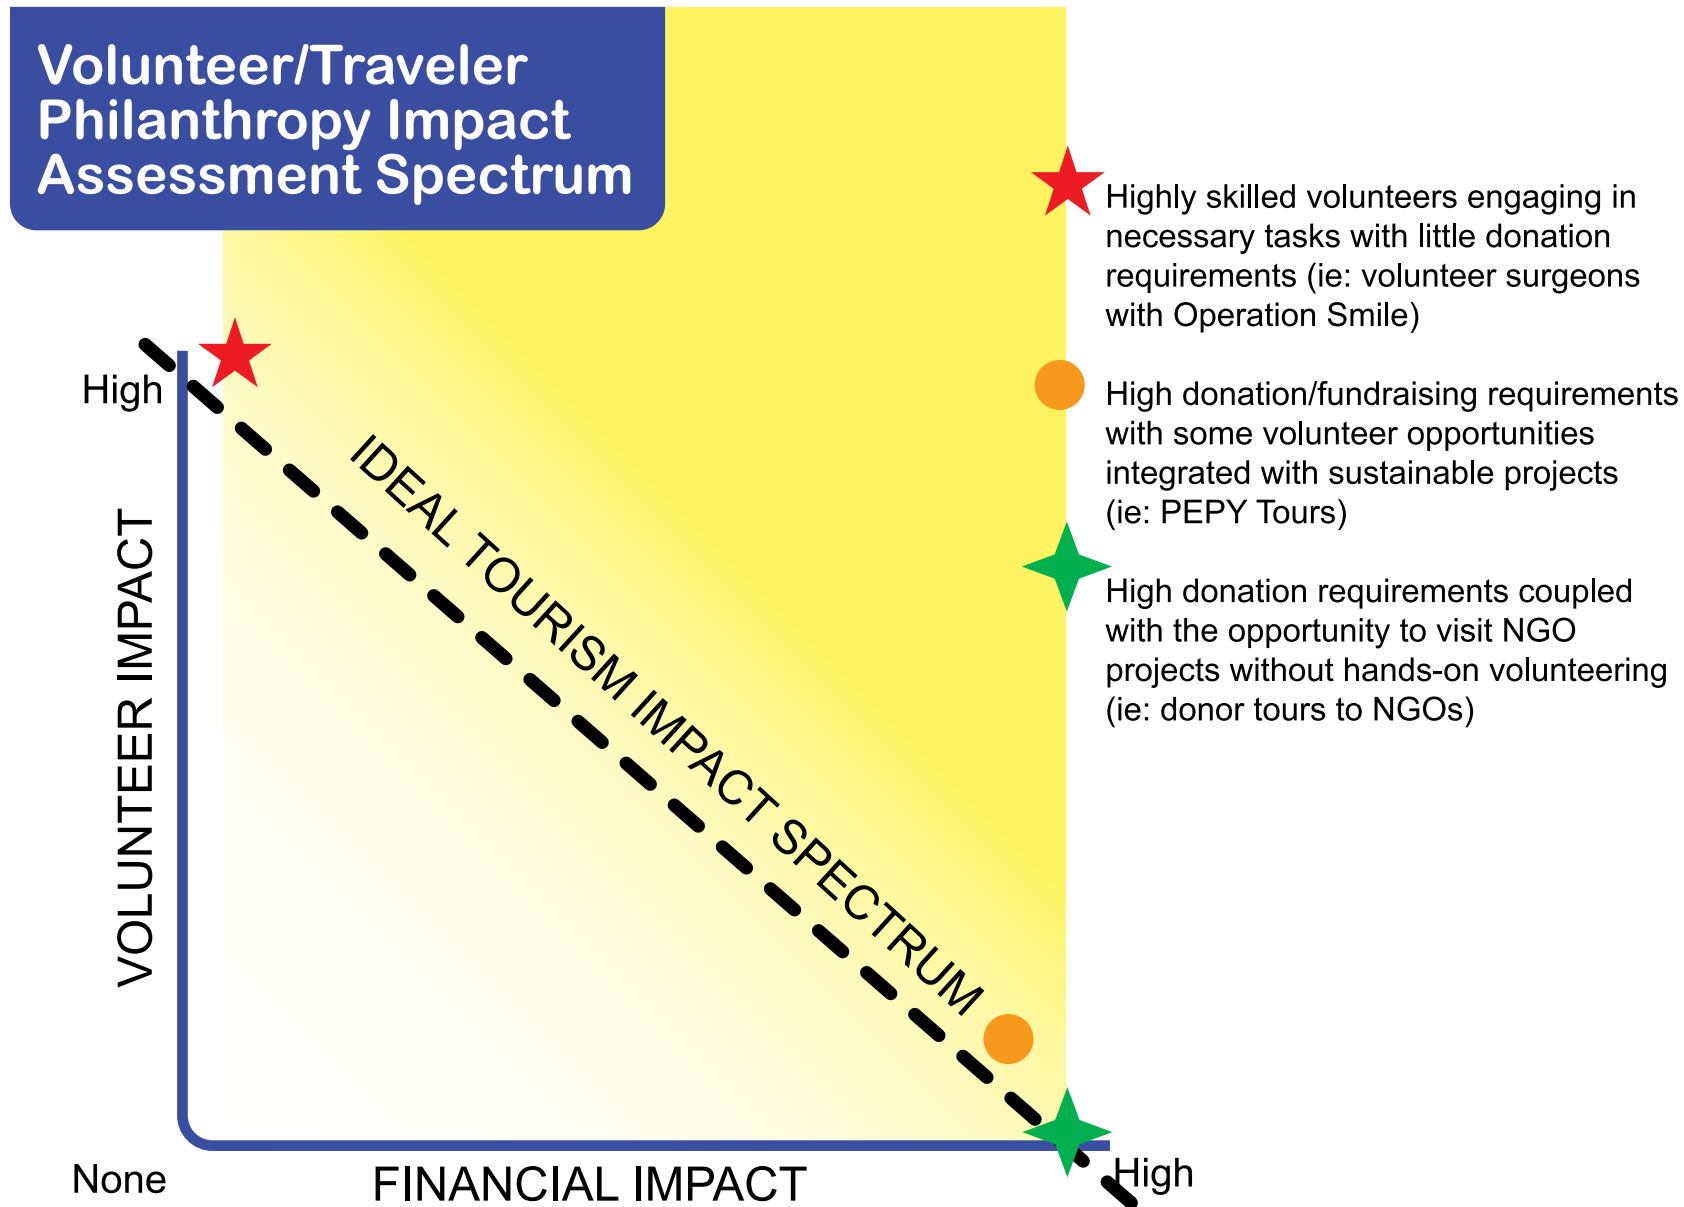 Volunteer/Traveler
Philanthropy Impact
Assessment Spectrum
Highly skilled volunteers engaging in
necessary tasks with little donation
requirements (ie: volunteer surgeons
with Operation Smile)
High donation/fundraising requirements
with some volunteer opportunities
integrated with sustainable projects
(ie: PEPY Tours)
High donation requirements coupled
with the opportunity to visit NGO
projects without hands-on volunteering
(ie: donor tours to NGOs)
High
VOLUNTEER IMPACT
IDEAL TOURISM IMPACT SPECTRUM
None
FINANCIAL IMPACT
High